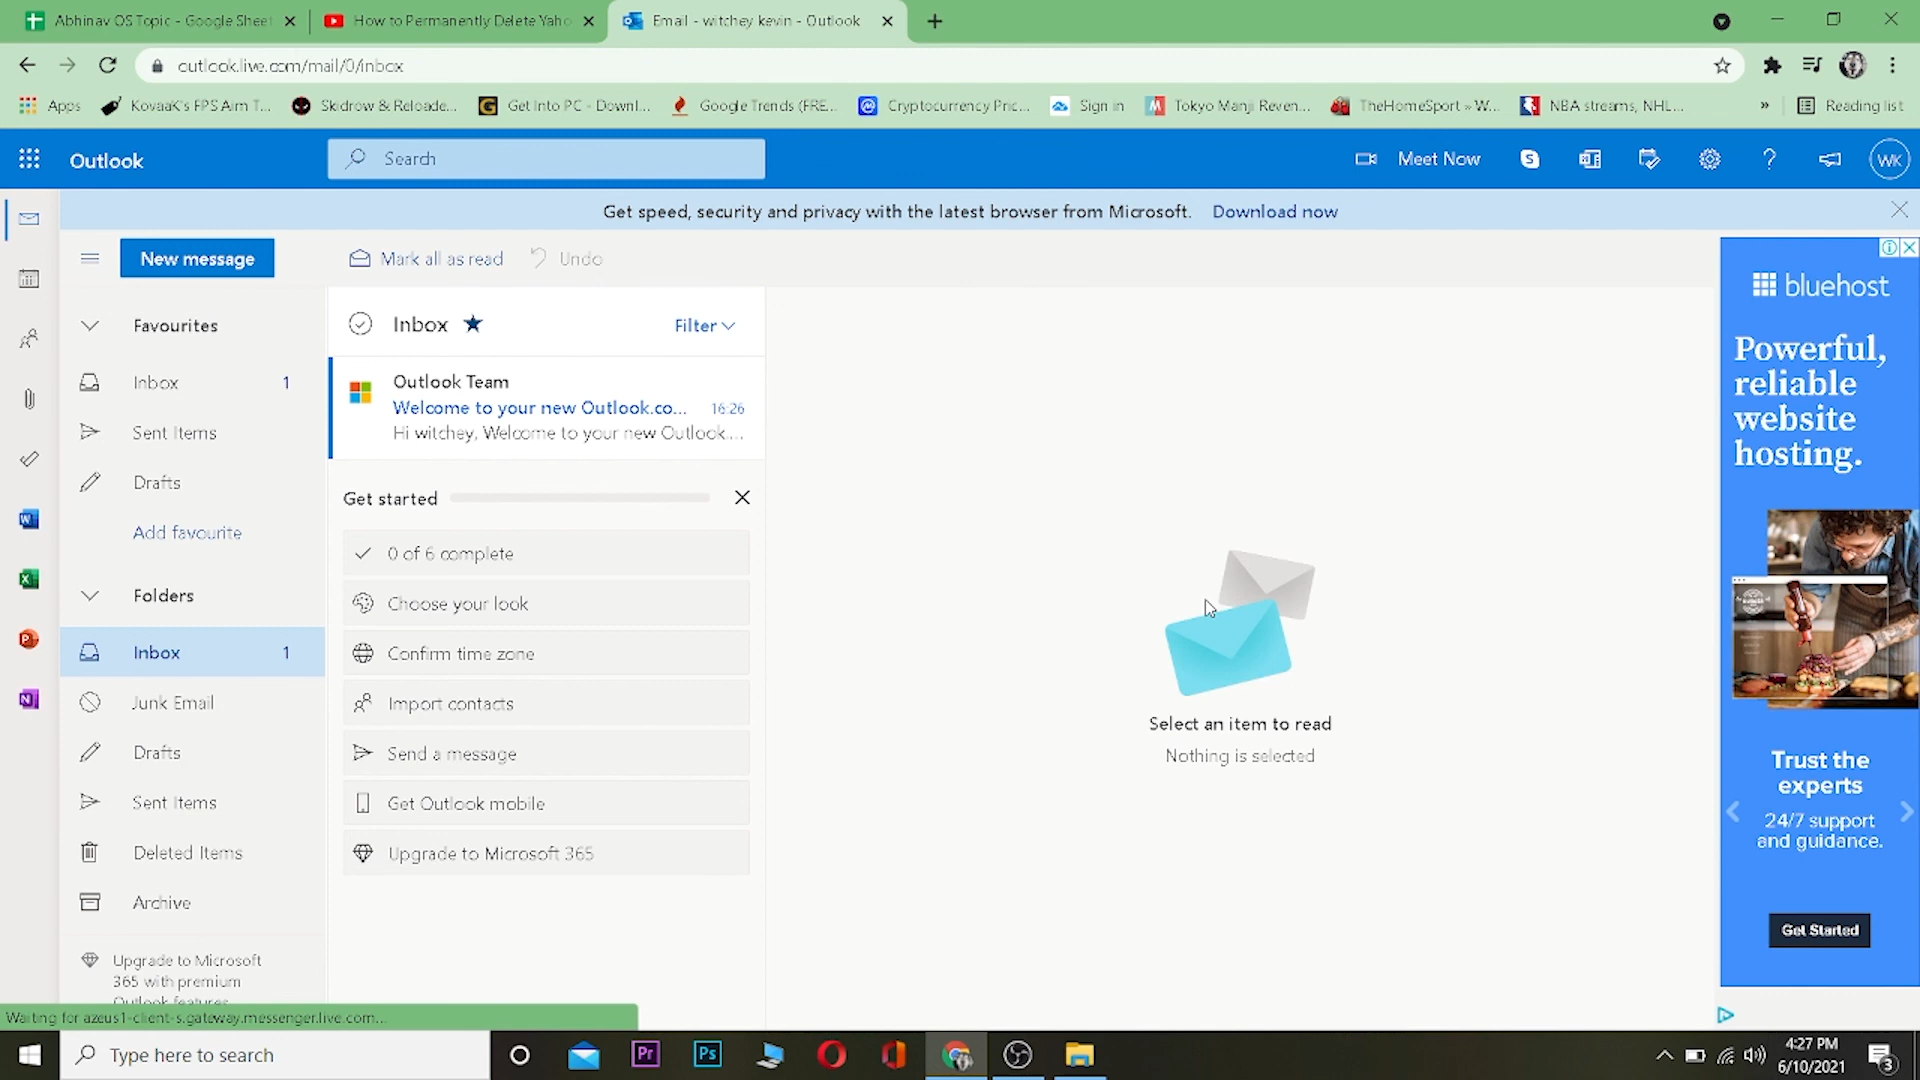 Abhinav OS Topic - Google Sheet
How to Permanently Delete Yaho
Email - witchey kevin - Outlook
outlook.live.com/mail/0/inbox
Apps
KovaaK's FPS Aim T...
Skidrow & Reloade...
Get Into PC - Downl...
Google Trends (FRE...
Cryptocurrency Pric...
Sign in
Tokyo Manji Reven...
TheHomeSport » W...
NBA streams, NHL...
»
Reading list
Outlook
Search
Meet Now
WK
Get speed, security and privacy with the latest browser from Microsoft. Download now
New message
Mark all as read
Undo
Favourites
Inbox 1
Sent Items
Drafts
Add favourite
Folders
Inbox 1
Junk Email
Drafts
Sent Items
Deleted Items
Archive
Upgrade to Microsoft
365 with premium
Outlook features
Inbox
Filter
Outlook Team
Welcome to your new Outlook.co... 16:26
Hi witchey, Welcome to your new Outlook....
Get started
0 of 6 complete
Choose your look
Confirm time zone
Import contacts
Send a message
Get Outlook mobile
Upgrade to Microsoft 365
Select an item to read
Nothing is selected
bluehost
Powerful,
reliable
website
hosting.
Trust the
experts
24/7 support
and guidance.
Get Started
Waiting for azeus1-client-s.gateway.messenger.live.com...
Type here to search
Pr
Ps
4:27 PM
6/10/2021
3